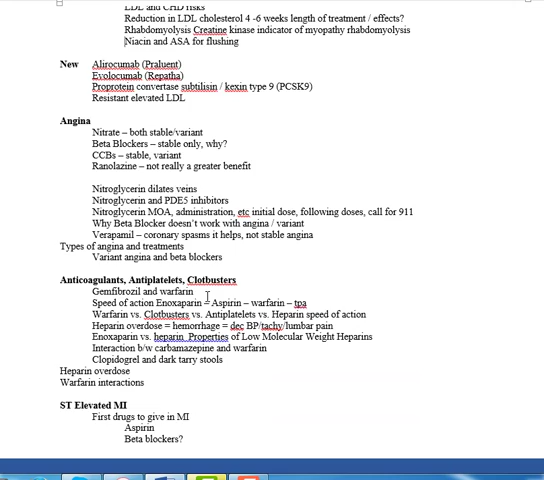 LDL and CHD risks
Reduction in LDL cholesterol 4 -6 weeks length of treatment / effects?
Rhabdomyolysis Creatine kinase indicator of myopathy rhabdomyolysis
Niacin and ASA for flushing
New Alirocumab (Praluent)
Evolocumab (Repatha)
Proprotein convertase subtilisin / kexin type 9 (PCSK9)
Resistant elevated LDL
Angina
Nitrate – both stable/variant
Beta Blockers – stable only, why?
CCBs – stable, variant
Ranolazine – not really a greater benefit
Nitroglycerin dilates veins
Nitroglycerin and PDE5 inhibitors
Nitroglycerin MOA, administration, etc initial dose, following doses, call for 911
Why Beta Blocker doesn't work with angina / variant
Verapamil – coronary spasms it helps, not stable angina
Types of angina and treatments
Variant angina and beta blockers
Anticoagulants, Antiplatelets, Clotbusters
Gemfibrozil and warfarin
Speed of action Enoxaparin – Aspirin – warfarin – tpa
Warfarin vs. Clotbusters vs. Antiplatelets vs. Heparin speed of action
Heparin overdose = hemorrhage = dec BP/tachy/lumbar pain
Enoxaparin vs. heparin Properties of Low Molecular Weight Heparins
Interaction b/w carbamazepine and warfarin
Clopidogrel and dark tarry stools
Heparin overdose
Warfarin interactions
ST Elevated MI
First drugs to give in MI
Aspirin
Beta blockers?